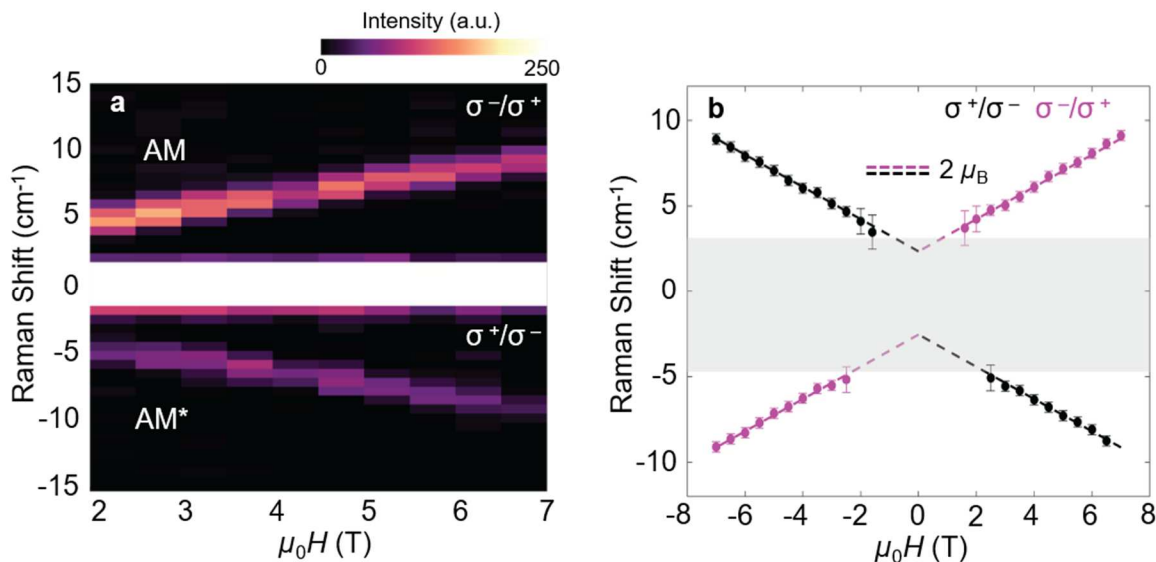 Intensity (a.u.)
0 250
a
σ⁻/σ⁺
AM
σ⁺/σ⁻
AM*
15
10
5
0
-5
-10
-15
Raman Shift (cm⁻¹)
2 3 4 5 6 7
μ₀H (T)
b
σ⁺/σ⁻ σ⁻/σ⁺
2 μ_B
10
5
0
-5
-10
Raman Shift (cm⁻¹)
-8 -6 -4 -2 0 2 4 6 8
μ₀H (T)